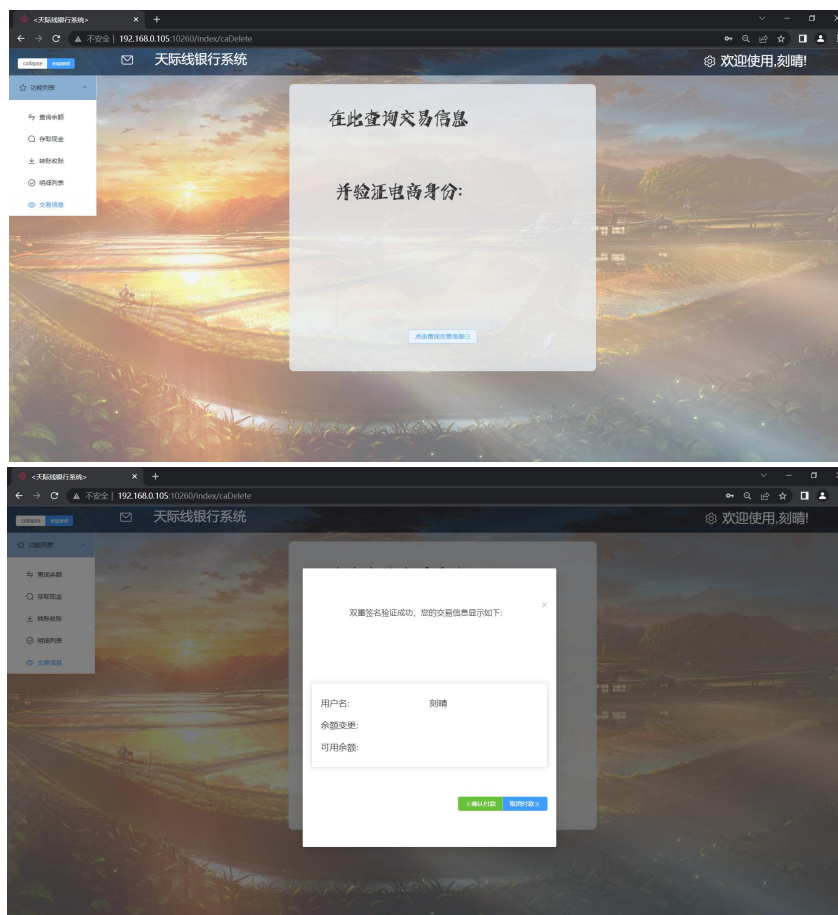 <天际线银行系统>
不安全 | 192.168.0.105:10260/index/caDelete
collapse expand
天际线银行系统
欢迎使用,刻晴!
功能列表
查询余额
存取现金
转账收账
明细列表
交易信息
在此查询交易信息
并验证电商身份:
点击查询交易信息
<天际线银行系统>
不安全 | 192.168.0.105:10260/index/caDelete
collapse expand
天际线银行系统
欢迎使用,刻晴!
功能列表
查询余额
存取现金
转账收账
明细列表
交易信息
双重签名验证成功, 您的交易信息显示如下:
用户名: 刻晴
余额变更:
可用余额:
确认付款 取消付款